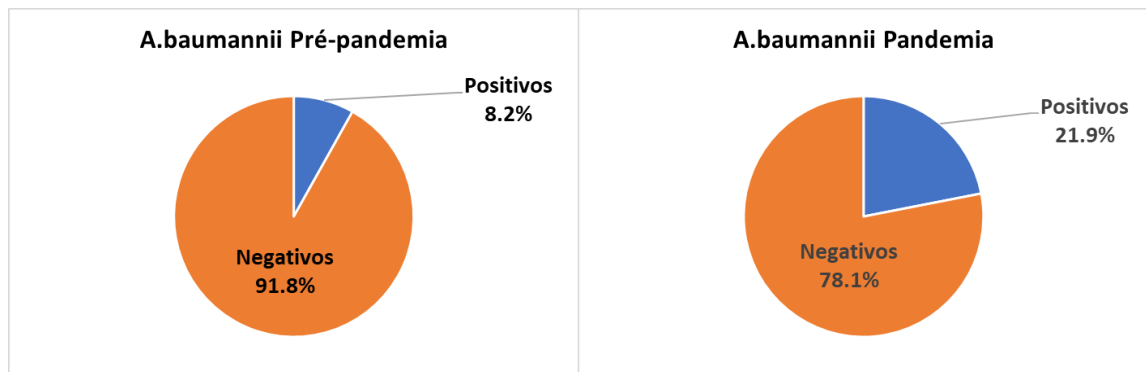 A.baumannii Pré-pandemia
Positivos
8.2%
Negativos
91.8%
A.baumannii Pandemia
Positivos
21.9%
Negativos
78.1%